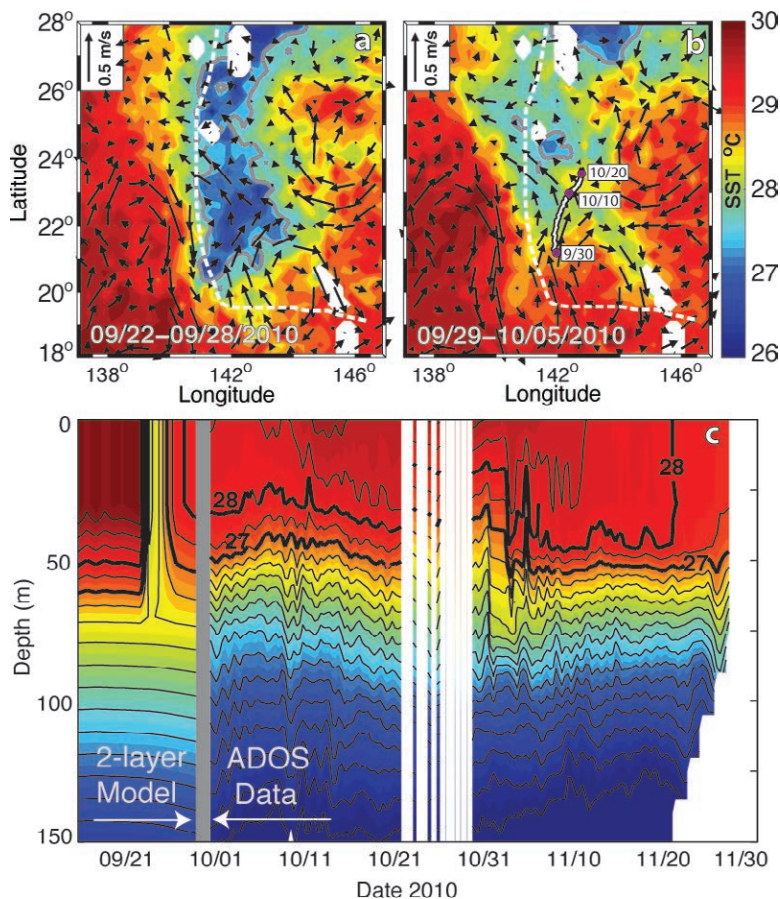 28°
26°
24°
22°
20°
18°
Latitude
0.5 m/s
a
09/22–09/28/2010
138° 142° 146°
Longitude
0.5 m/s
b
10/20
10/10
9/30
09/29–10/05/2010
138° 142° 146°
Longitude
30
29
28
27
26
SST °C
0
50
100
150
Depth (m)
c
28
27
28
27
2-layer
Model
ADOS
Data
09/21 10/01 10/11 10/21 10/31 11/10 11/20 11/30
Date 2010